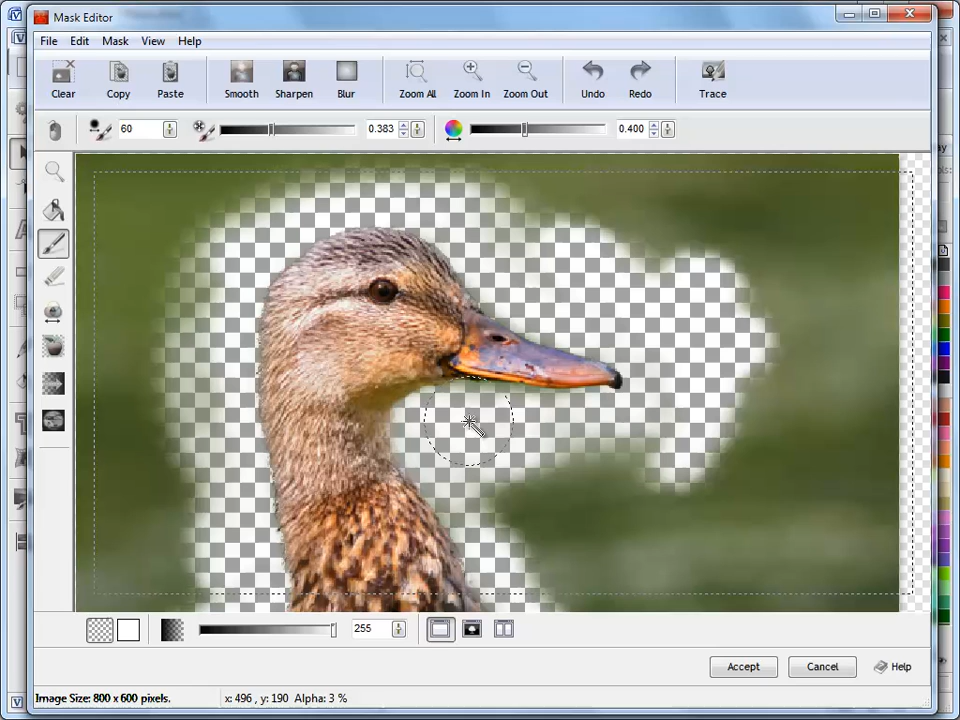 Mask Editor
File Edit Mask View Help
Clear Copy Paste Smooth Sharpen Blur Zoom All Zoom In Zoom Out Undo Redo Trace
60 0.383 0.400
255
Accept Cancel Help
Image Size: 800 x 600 pixels. x: 496 , y: 190 Alpha: 3 %